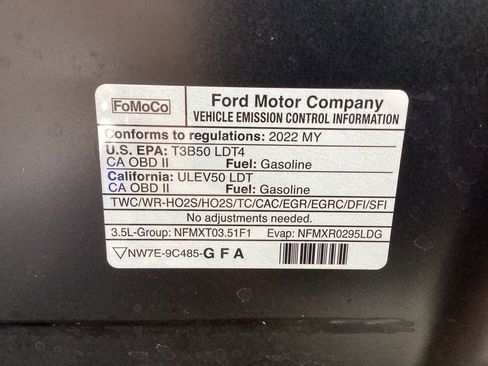 FoMoCo
Ford Motor Company
VEHICLE EMISSION CONTROL INFORMATION
Conforms to regulations: 2022 MY
U.S. EPA: T3B50 LDT4
CA OBD II Fuel: Gasoline
California: ULEV50 LDT
CA OBD II Fuel: Gasoline
TWC/WR-HO2S/HO2S/TC/CAC/EGR/EGRC/DFI/SFI
No adjustments needed.
3.5L-Group: NFMXT03.51F1 Evap: NFMXR0295LDG
NW7E-9C485-G F A